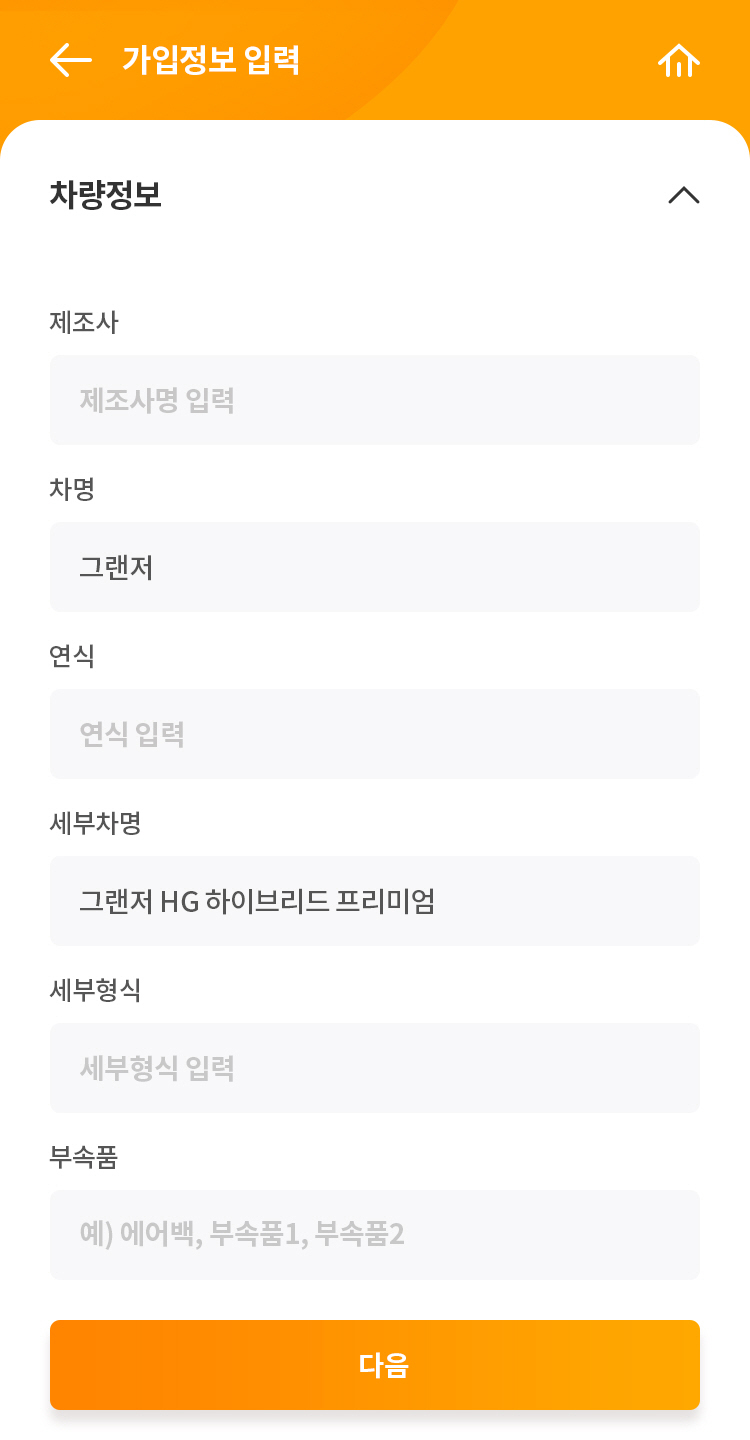 가입정보 입력
차량정보
제조사
제조사명 입력
차명
그랜저
연식
연식 입력
세부차명
그랜저 HG 하이브리드 프리미엄
세부형식
세부형식 입력
부속품
예) 에어백, 부속품1, 부속품2
다음